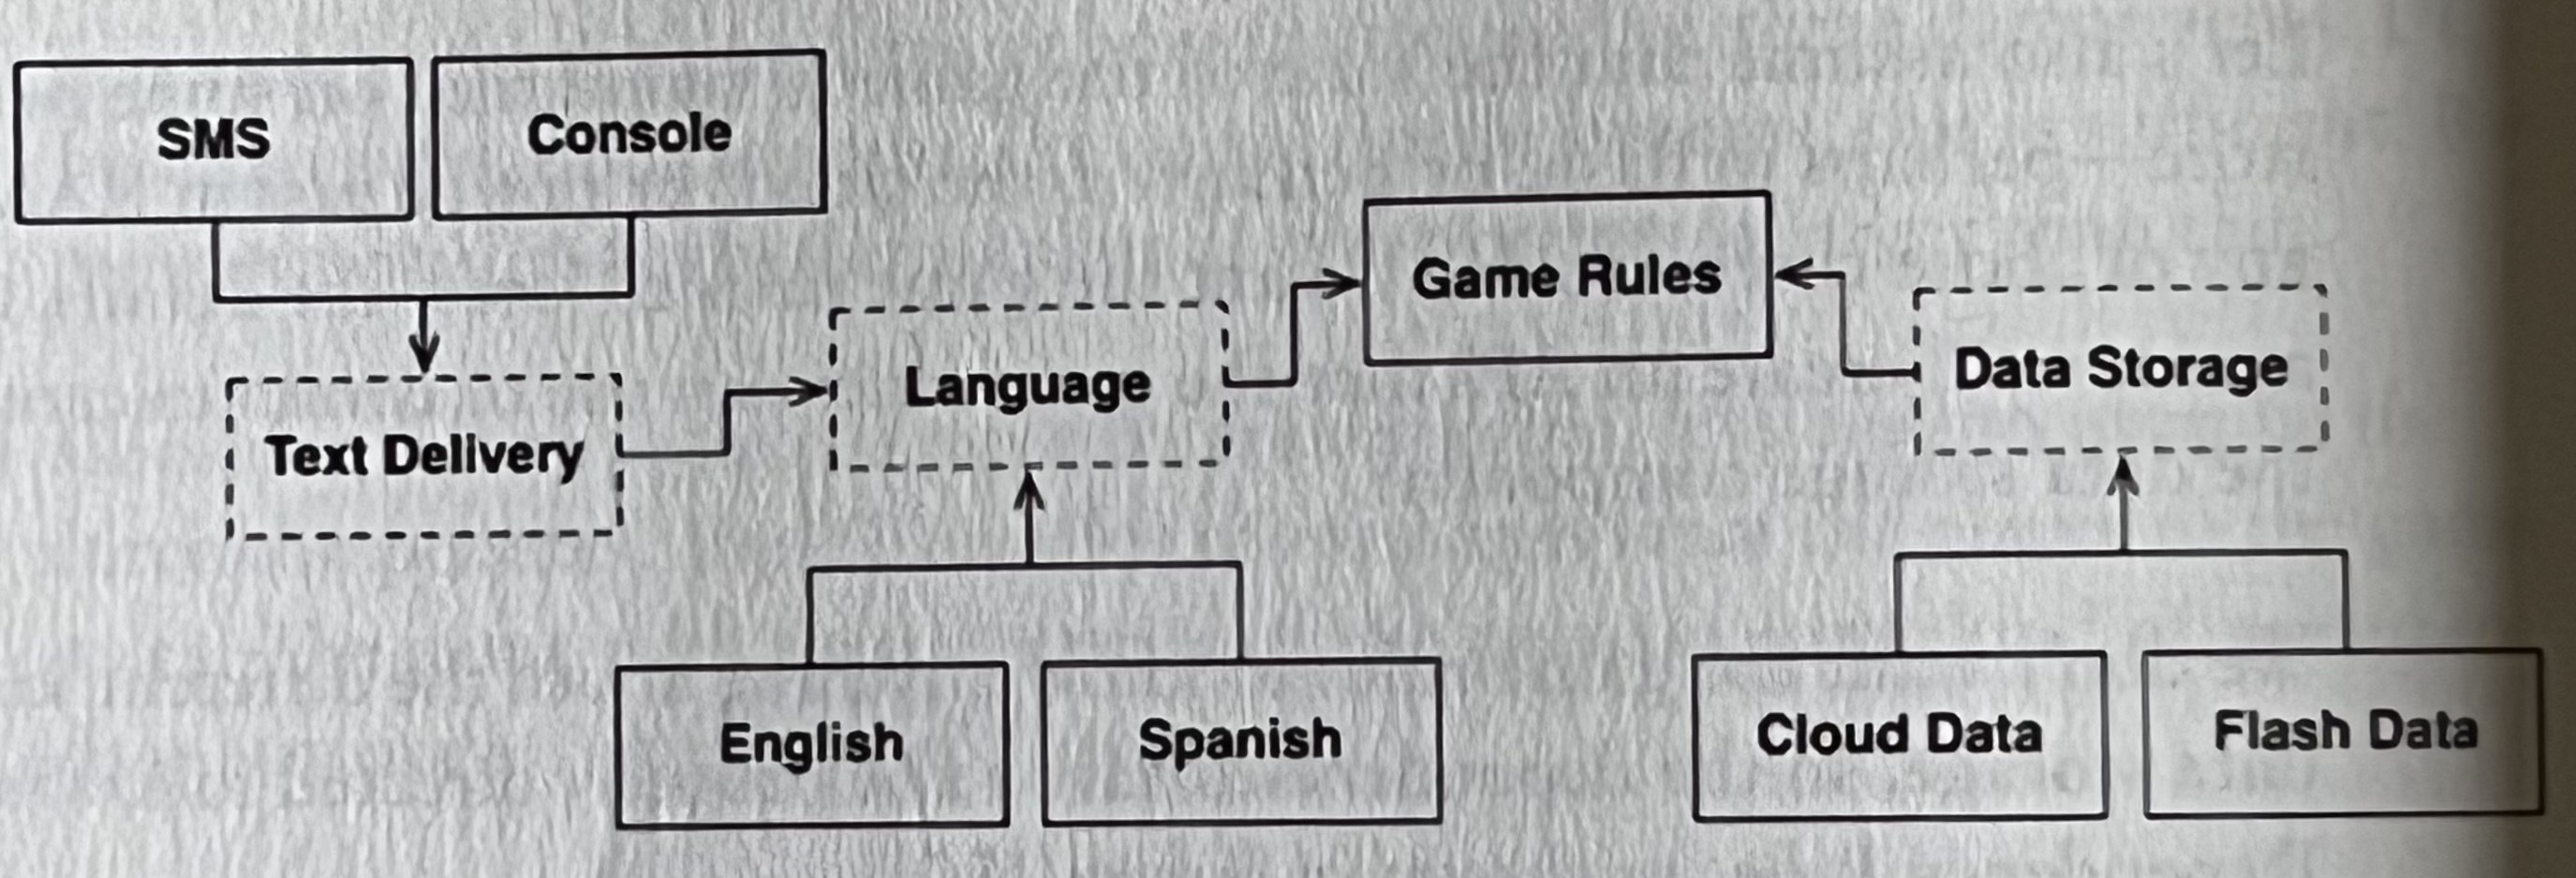 SMS
Console
Game Rules
Data Storage
Language
Text Delivery
English
Spanish
Cloud Data
Flash Data